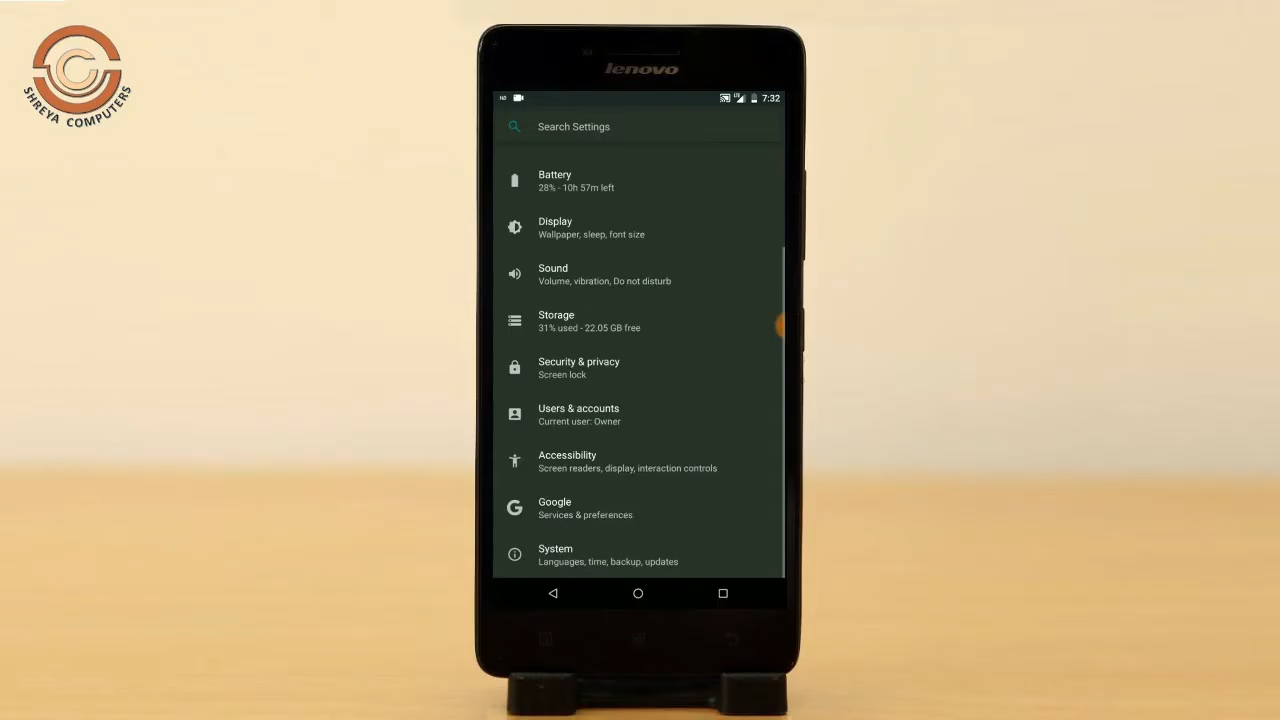 SHREYA COMPUTERS
lenovo
HD
LTE
7:32
Search Settings
Battery
28% - 10h 57m left
Display
Wallpaper, sleep, font size
Sound
Volume, vibration, Do not disturb
Storage
31% used - 22.05 GB free
Security & privacy
Screen lock
Users & accounts
Current user: Owner
Accessibility
Screen readers, display, interaction controls
Google
Services & preferences
System
Languages, time, backup, updates